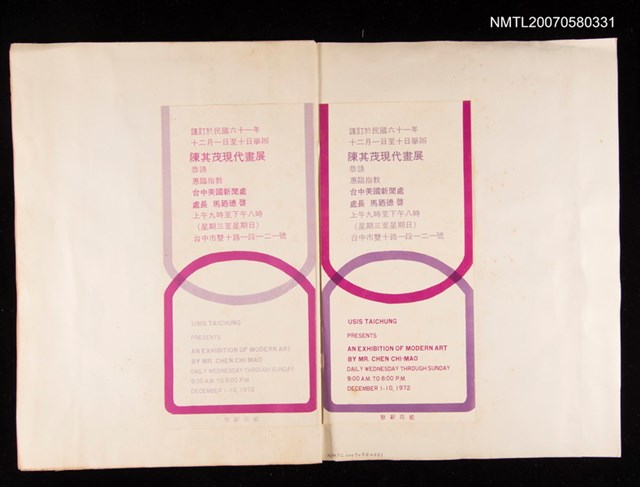 NMTL20070580331
謹訂於民國六十一年
十二月一日至十日舉辦
陳其茂現代畫展
恭請
惠臨指教
台中美國新聞處
處長 馬迺德 啓
上午九時至下午八時
(星期三至星期日)
台中市雙十路一段一二一號
USIS TAICHUNG
PRESENTS
AN EXHIBITION OF MODERN ART
BY MR. CHEN CHI-MAO
DAILY WEDNESDAY THROUGH SUNDAY
9:00 A.M. TO 8:00 P.M.
DECEMBER 1-10, 1972
謹訂於民國六十一年
十二月一日至十日舉辦
陳其茂現代畫展
恭請
惠臨指教
台中美國新聞處
處長 馬迺德 啓
上午九時至下午八時
(星期三至星期日)
台中市雙十路一段一二一號
USIS TAICHUNG
PRESENTS
AN EXHIBITION OF MODERN ART
BY MR. CHEN CHI-MAO
DAILY WEDNESDAY THROUGH SUNDAY
9:00 A.M. TO 8:00 P.M.
DECEMBER 1-10, 1972